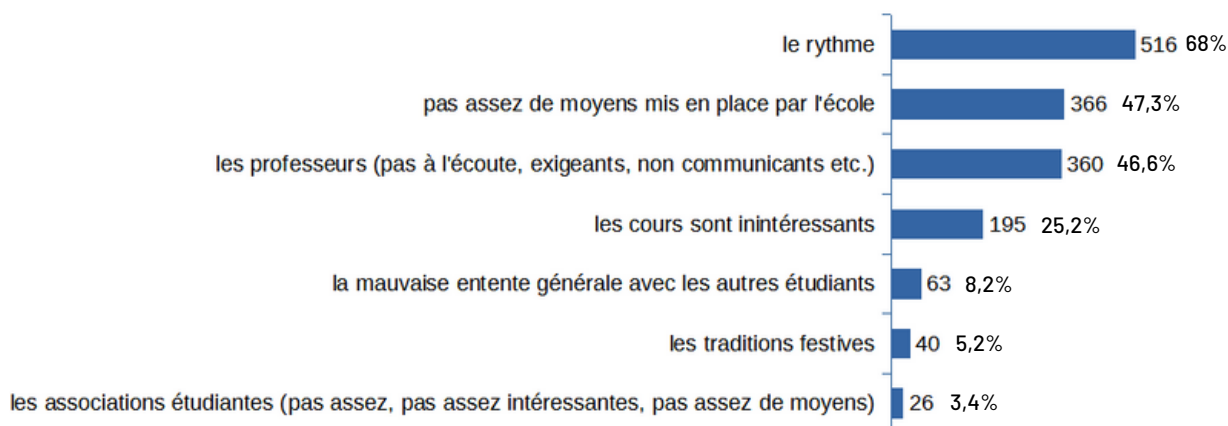 le rythme 516 68%
pas assez de moyens mis en place par l'école 366 47,3%
les professeurs (pas à l'écoute, exigeants, non communicants etc.) 360 46,6%
les cours sont inintéressants 195 25,2%
la mauvaise entente générale avec les autres étudiants 63 8,2%
les traditions festives 40 5,2%
les associations étudiantes (pas assez, pas assez intéressantes, pas assez de moyens) 26 3,4%